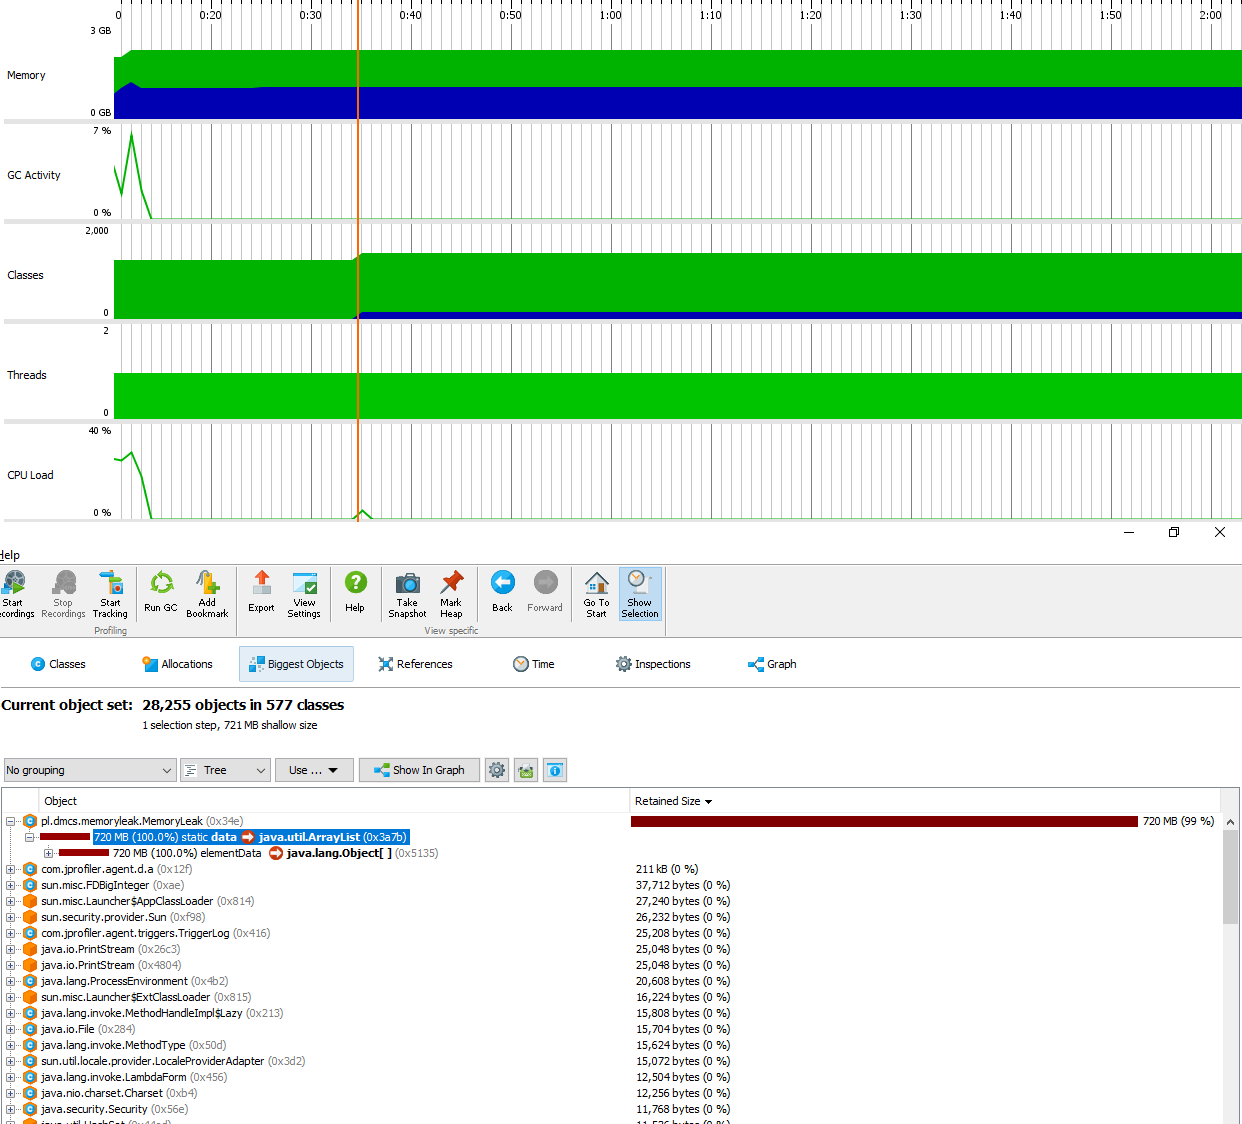 0 0:20 0:30 0:40 0:50 1:00 1:10 1:20 1:30 1:40 1:50 2:00
3 GB
Memory
0 GB
7 %
GC Activity
0 %
2,000
Classes
0
2
Threads
0
40 %
CPU Load
0 %
Help
Start Recordings Stop Recordings Start Tracking Run GC Add Bookmark Export View Settings Help Take Snapshot Mark Heap Back Forward Go To Start Show Selection
Profiling View specific
Classes Allocations Biggest Objects References Time Inspections Graph
Current object set: 28,255 objects in 577 classes
1 selection step, 721 MB shallow size
No grouping Tree Use ... Show In Graph
Object Retained Size
pl.dmcs.memoryleak.MemoryLeak (0x34e) 720 MB (99 %)
720 MB (100.0%) static data java.util.ArrayList (0x3a7b)
720 MB (100.0%) elementData java.lang.Object[ ] (0x5135)
com.jprofiler.agent.d.a (0x12f) 211 kB (0 %)
sun.misc.FDBigInteger (0xae) 37,712 bytes (0 %)
sun.misc.Launcher$AppClassLoader (0x814) 27,240 bytes (0 %)
sun.security.provider.Sun (0xf98) 26,232 bytes (0 %)
com.jprofiler.agent.triggers.TriggerLog (0x416) 25,208 bytes (0 %)
java.io.PrintStream (0x26c3) 25,048 bytes (0 %)
java.io.PrintStream (0x4804) 25,048 bytes (0 %)
java.lang.ProcessEnvironment (0x4b2) 20,608 bytes (0 %)
sun.misc.Launcher$ExtClassLoader (0x815) 16,224 bytes (0 %)
java.lang.invoke.MethodHandleImpl$Lazy (0x213) 15,808 bytes (0 %)
java.io.File (0x284) 15,704 bytes (0 %)
java.lang.invoke.MethodType (0x50d) 15,624 bytes (0 %)
sun.util.locale.provider.LocaleProviderAdapter (0x3d2) 15,072 bytes (0 %)
java.lang.invoke.LambdaForm (0x456) 12,504 bytes (0 %)
java.nio.charset.Charset (0xb4) 12,256 bytes (0 %)
java.security.Security (0x56e) 11,768 bytes (0 %)